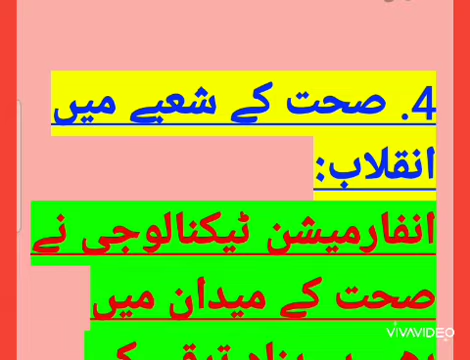 4. صحت کے شعبے میں
انقلاب:
انفارمیشن ٹیکنالوجی نے
صحت کے میدان میں
VIVAVIDEO